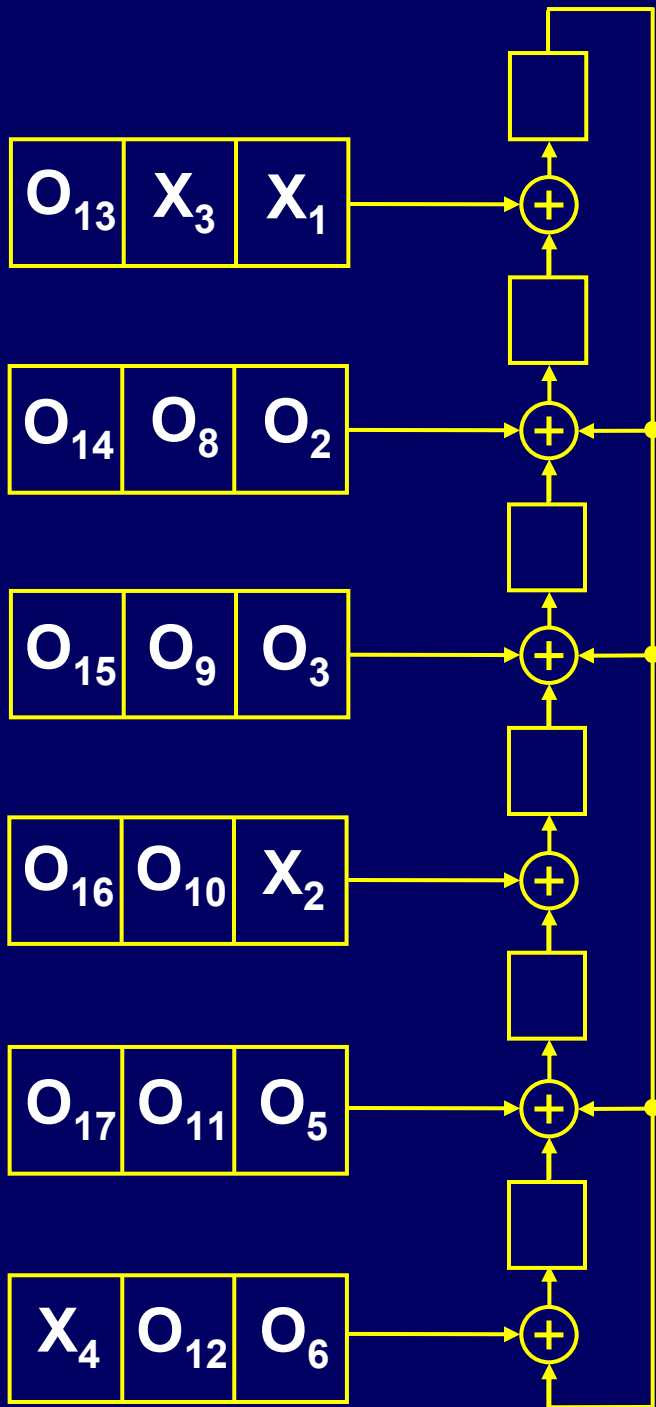 O₁₃ X₃ X₁
O₁₄ O₈ O₂
O₁₅ O₉ O₃
O₁₆ O₁₀ X₂
O₁₇ O₁₁ O₅
X₄ O₁₂ O₆